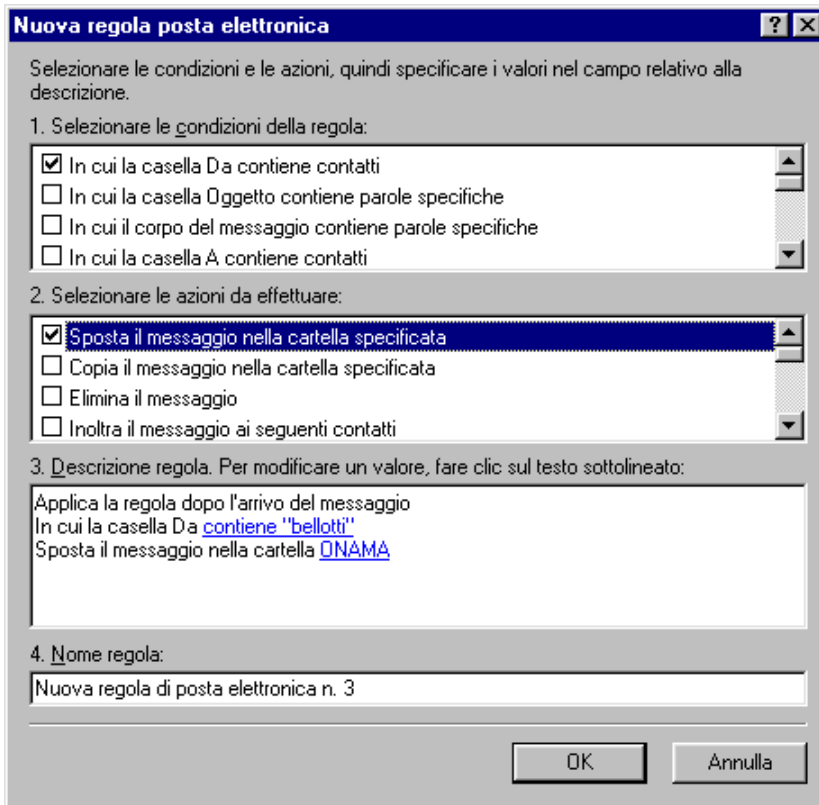 Nuova regola posta elettronica
Selezionare le condizioni e le azioni, quindi specificare i valori nel campo relativo alla
descrizione.
1. Selezionare le condizioni della regola:
In cui la casella Da contiene contatti
In cui la casella Oggetto contiene parole specifiche
In cui il corpo del messaggio contiene parole specifiche
In cui la casella A contiene contatti
2. Selezionare le azioni da effettuare:
Sposta il messaggio nella cartella specificata
Copia il messaggio nella cartella specificata
Elimina il messaggio
Inoltra il messaggio ai seguenti contatti
3. Descrizione regola. Per modificare un valore, fare clic sul testo sottolineato:
Applica la regola dopo l'arrivo del messaggio
In cui la casella Da contiene "bellotti"
Sposta il messaggio nella cartella ONAMA
4. Nome regola:
Nuova regola di posta elettronica n. 3
OK Annulla